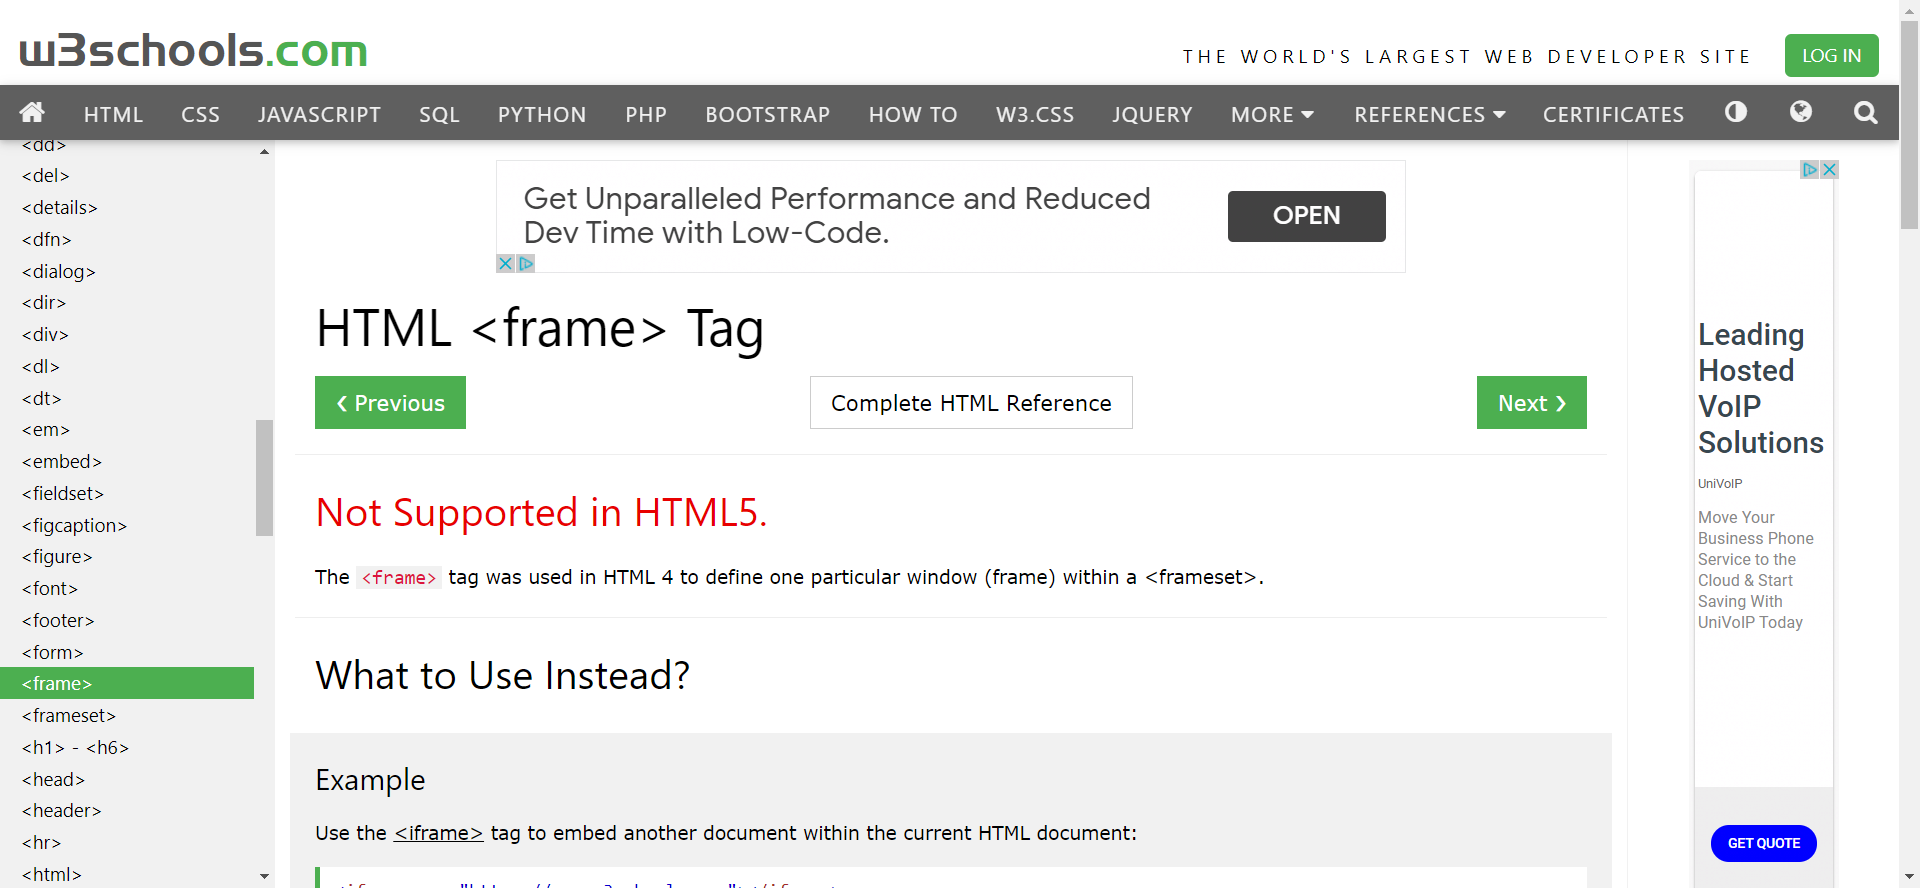 w3schools.com
THE WORLD'S LARGEST WEB DEVELOPER SITE
LOG IN
HTML CSS JAVASCRIPT SQL PYTHON PHP BOOTSTRAP HOW TO W3.CSS JQUERY MORE REFERENCES CERTIFICATES
<dd>
<del>
<details>
<dfn>
<dialog>
<dir>
<div>
<dl>
<dt>
<em>
<embed>
<fieldset>
<figcaption>
<figure>
<font>
<footer>
<form>
<frame>
<frameset>
<h1> - <h6>
<head>
<header>
<hr>
<html>
Get Unparalleled Performance and Reduced
Dev Time with Low-Code.
OPEN
HTML <frame> Tag
❮ Previous
Complete HTML Reference
Next ❯
Not Supported in HTML5.
The <frame> tag was used in HTML 4 to define one particular window (frame) within a <frameset>.
What to Use Instead?
Example
Use the <iframe> tag to embed another document within the current HTML document:
Leading
Hosted
VoIP
Solutions
UniVoIP
Move Your
Business Phone
Service to the
Cloud & Start
Saving With
UniVoIP Today
GET QUOTE